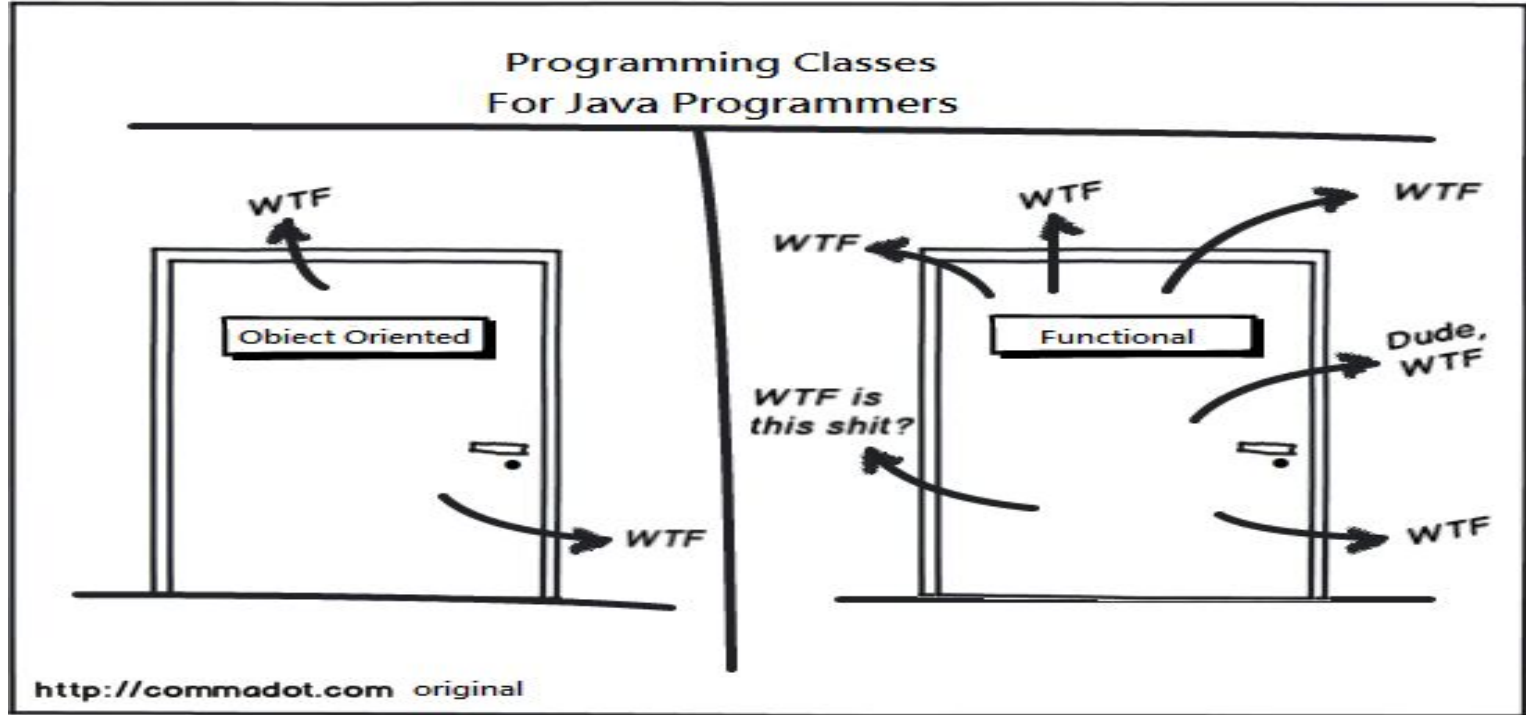 Programming Classes
For Java Programmers
WTF
Obiect Oriented
WTF
WTF
WTF
WTF
Functional
Dude,
WTF
WTF is
this shit?
WTF
http://commadot.com original